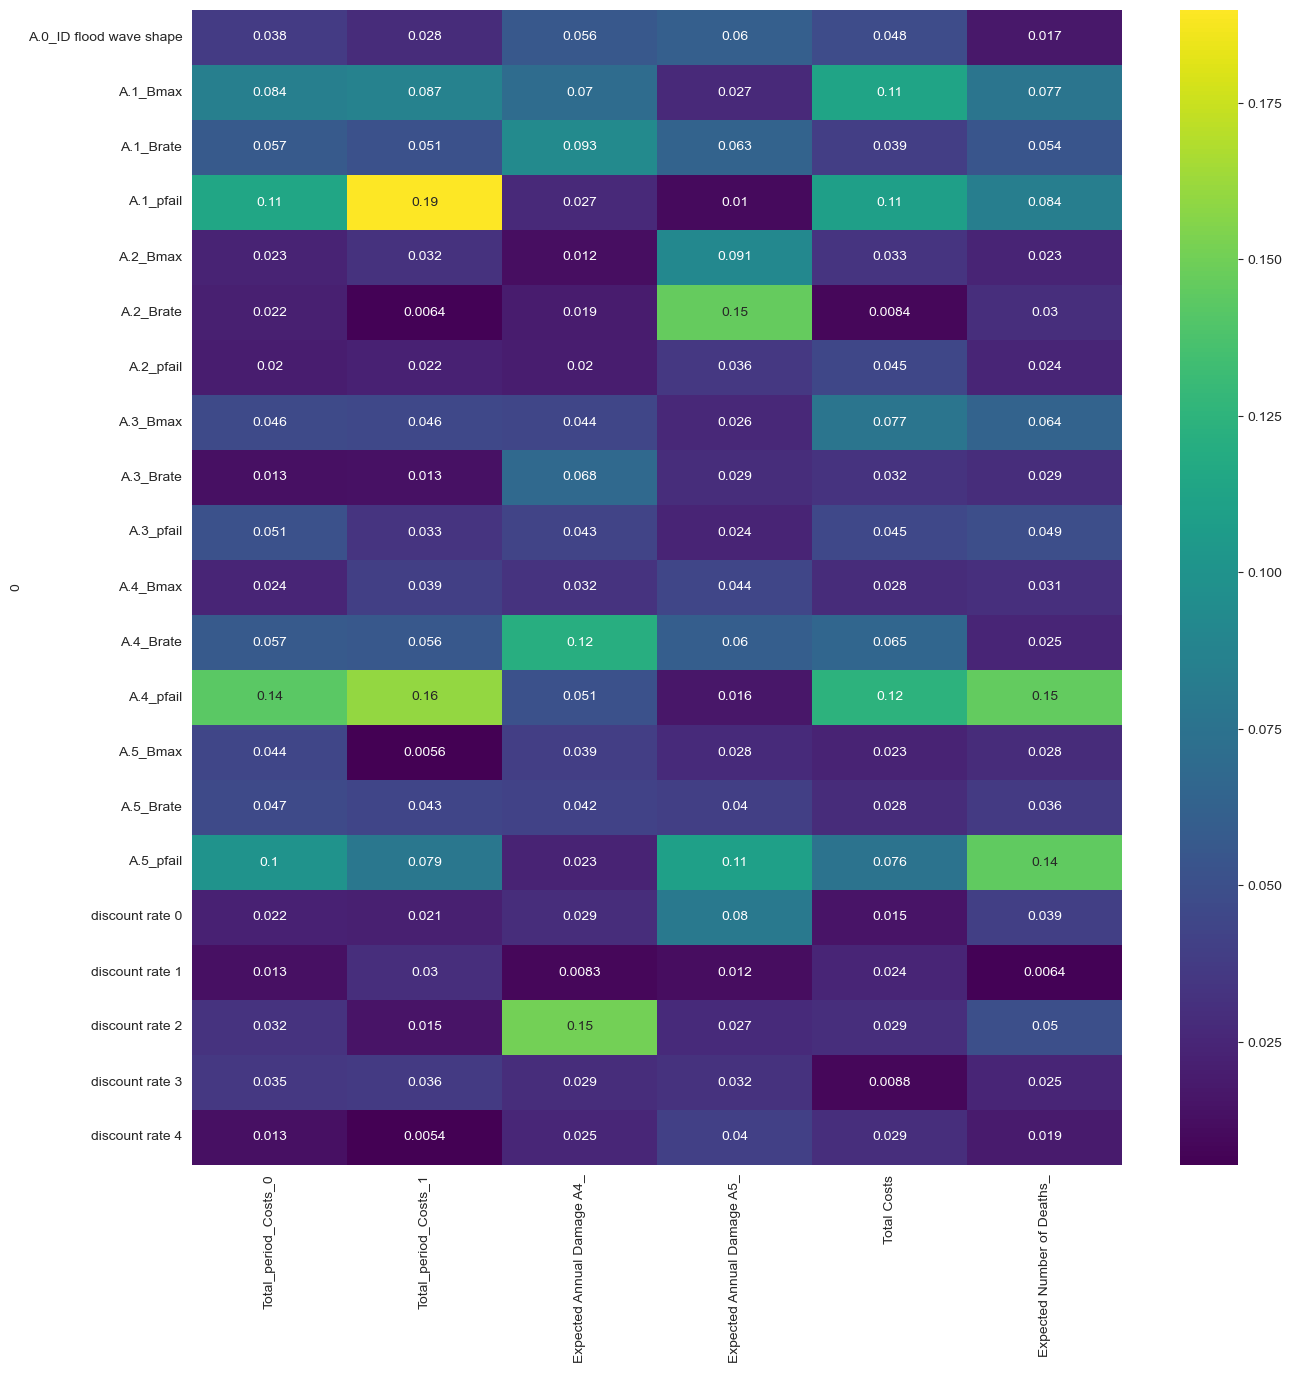 A.0_ID flood wave shape 0.038 0.028 0.056 0.06 0.048 0.017
A.1_Bmax 0.084 0.087 0.07 0.027 0.11 0.077
A.1_Brate 0.057 0.051 0.093 0.063 0.039 0.054
A.1_pfail 0.11 0.19 0.027 0.01 0.11 0.084
A.2_Bmax 0.023 0.032 0.012 0.091 0.033 0.023
A.2_Brate 0.022 0.0064 0.019 0.15 0.0084 0.03
A.2_pfail 0.02 0.022 0.02 0.036 0.045 0.024
A.3_Bmax 0.046 0.046 0.044 0.026 0.077 0.064
A.3_Brate 0.013 0.013 0.068 0.029 0.032 0.029
A.3_pfail 0.051 0.033 0.043 0.024 0.045 0.049
A.4_Bmax 0.024 0.039 0.032 0.044 0.028 0.031
A.4_Brate 0.057 0.056 0.12 0.06 0.065 0.025
A.4_pfail 0.14 0.16 0.051 0.016 0.12 0.15
A.5_Bmax 0.044 0.0056 0.039 0.028 0.023 0.028
A.5_Brate 0.047 0.043 0.042 0.04 0.028 0.036
A.5_pfail 0.1 0.079 0.023 0.11 0.076 0.14
discount rate 0 0.022 0.021 0.029 0.08 0.015 0.039
discount rate 1 0.013 0.03 0.0083 0.012 0.024 0.0064
discount rate 2 0.032 0.015 0.15 0.027 0.029 0.05
discount rate 3 0.035 0.036 0.029 0.032 0.0088 0.025
discount rate 4 0.013 0.0054 0.025 0.04 0.029 0.019
0
Total_period_Costs_0
Total_period_Costs_1
Expected Annual Damage A4_
Expected Annual Damage A5_
Total Costs
Expected Number of Deaths_
0.175
0.150
0.125
0.100
0.075
0.050
0.025